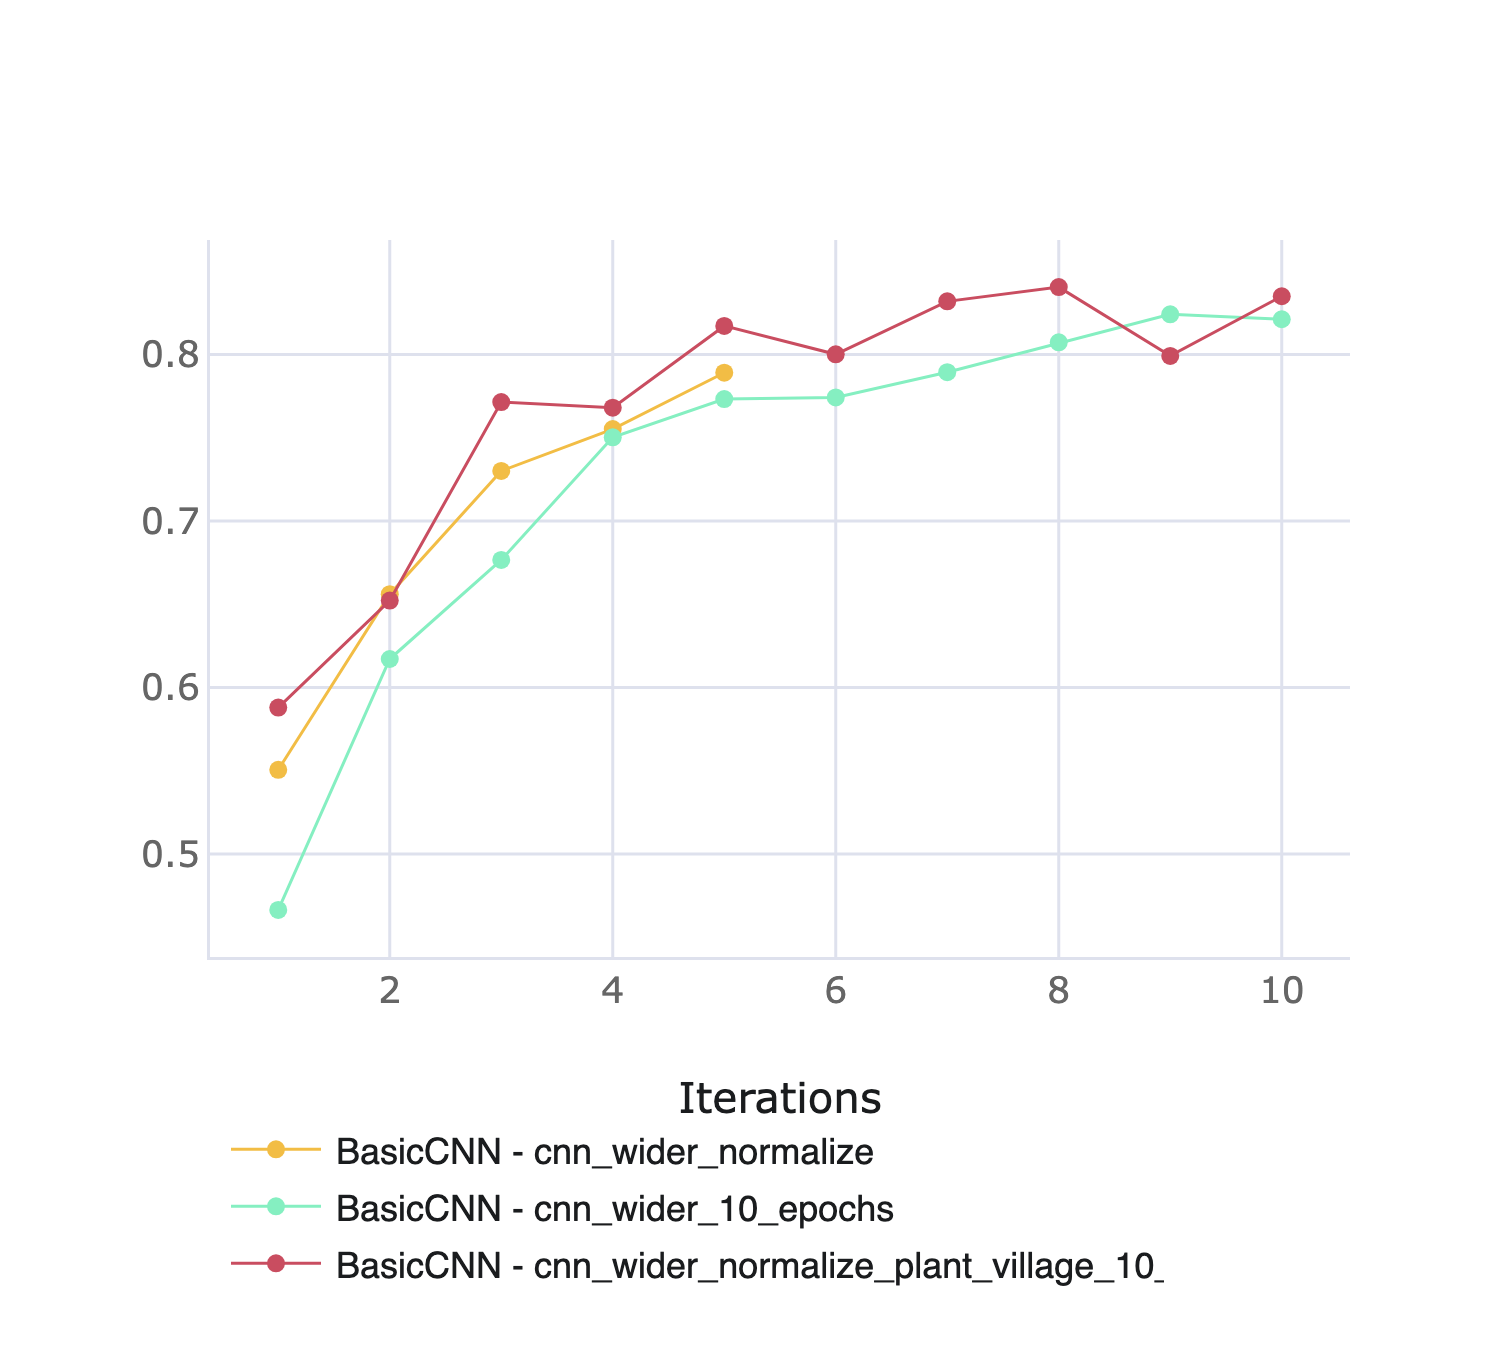 0.8
0.7
0.6
0.5
2 4 6 8 10
Iterations
BasicCNN - cnn_wider_normalize
BasicCNN - cnn_wider_10_epochs
BasicCNN - cnn_wider_normalize_plant_village_10_